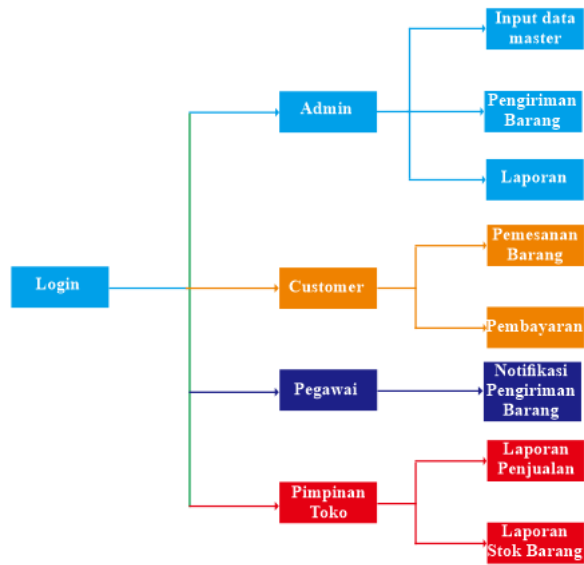 Input data
master
Admin
Pengiriman
Barang
Laporan
Pemesanan
Barang
Login
Customer
Pembayaran
Pegawai
Notifikasi
Pengiriman
Barang
Laporan
Penjualan
Pimpinan
Toko
Laporan
Stok Barang